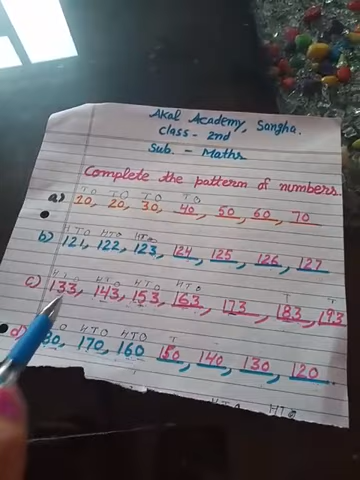 Akal Academy, Sangha.
Class - 2nd
Sub. - Maths
Complete the pattern of numbers.
T O T O T O T O
a) 10, 20, 30, 40, 50, 60, 70
H T O H T O
b) 121, 122, 123, 124, 125, 126, 127
H T O H T O H T O H T O T T
c) 133, 143, 153, 163, 173, 183, 193
O H T O H T O T
d) 80, 170, 160 150, 140, 130, 120.
H T O H T O